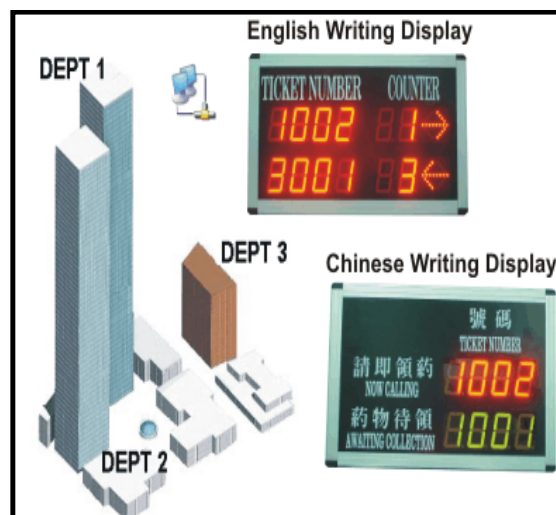 English Writing Display
DEPT 1
TICKET NUMBER COUNTER
1002 1→
3001 3←
DEPT 3
Chinese Writing Display
號碼
TICKET NUMBER
請即領葯
NOW CALLING
1002
葯物待領
AWAITING COLLECTION
1001
DEPT 2